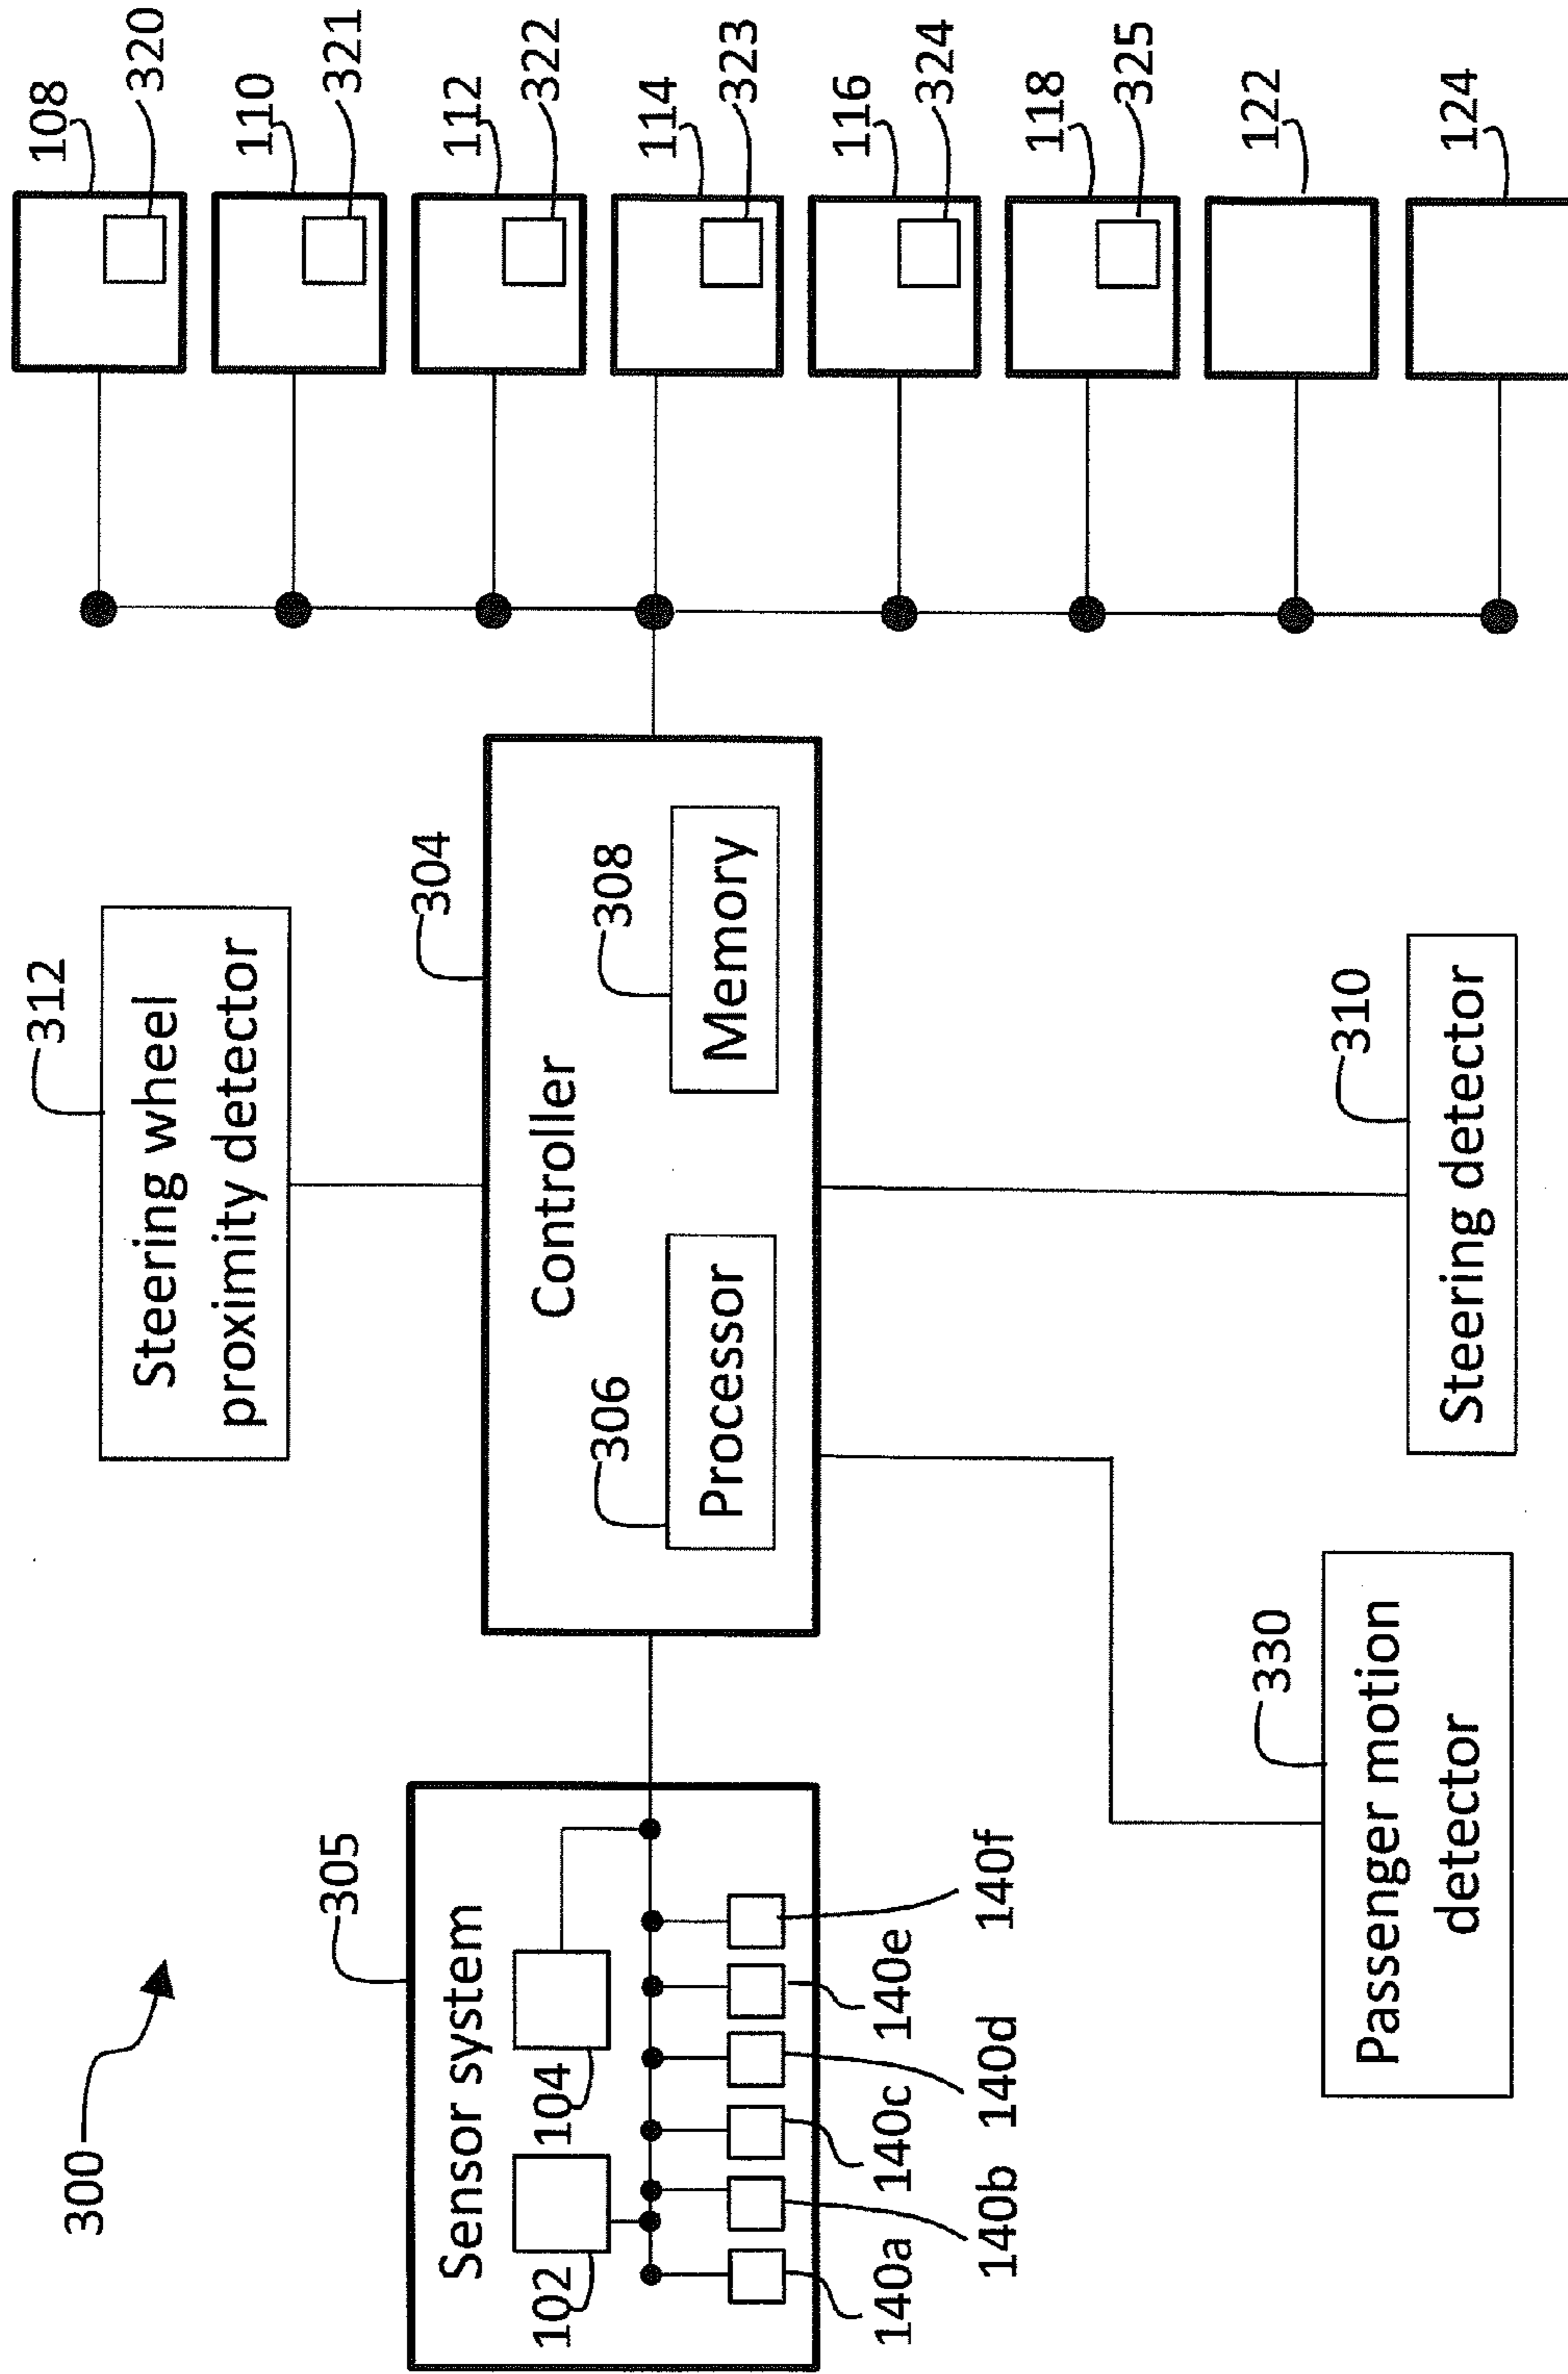 300
305
Sensor system
102
104
140a
140b
140c
140d
140e
140f
312
Steering wheel
proximity detector
304
Controller
306
Processor
308
Memory
330
Passenger motion
detector
310
Steering detector
108
320
110
321
112
322
114
323
116
324
118
325
122
124